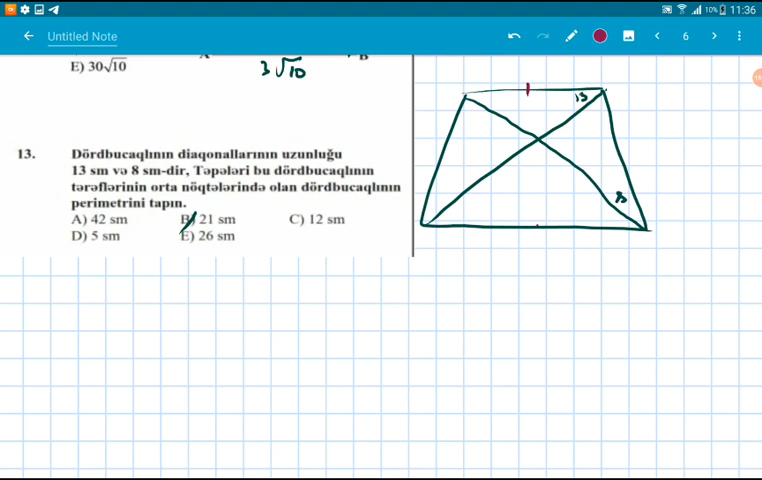 10% 11:36
Untitled Note
6
E) 30√10
3√10
A
B
13. Dördbucaqlının diaqonallarının uzunluğu
13 sm və 8 sm-dir, Təpələri bu dördbucaqlının
tərəflərinin orta nöqtələrində olan dördbucaqlının
perimetrini tapın.
A) 42 sm B) 21 sm C) 12 sm
D) 5 sm E) 26 sm
13
8